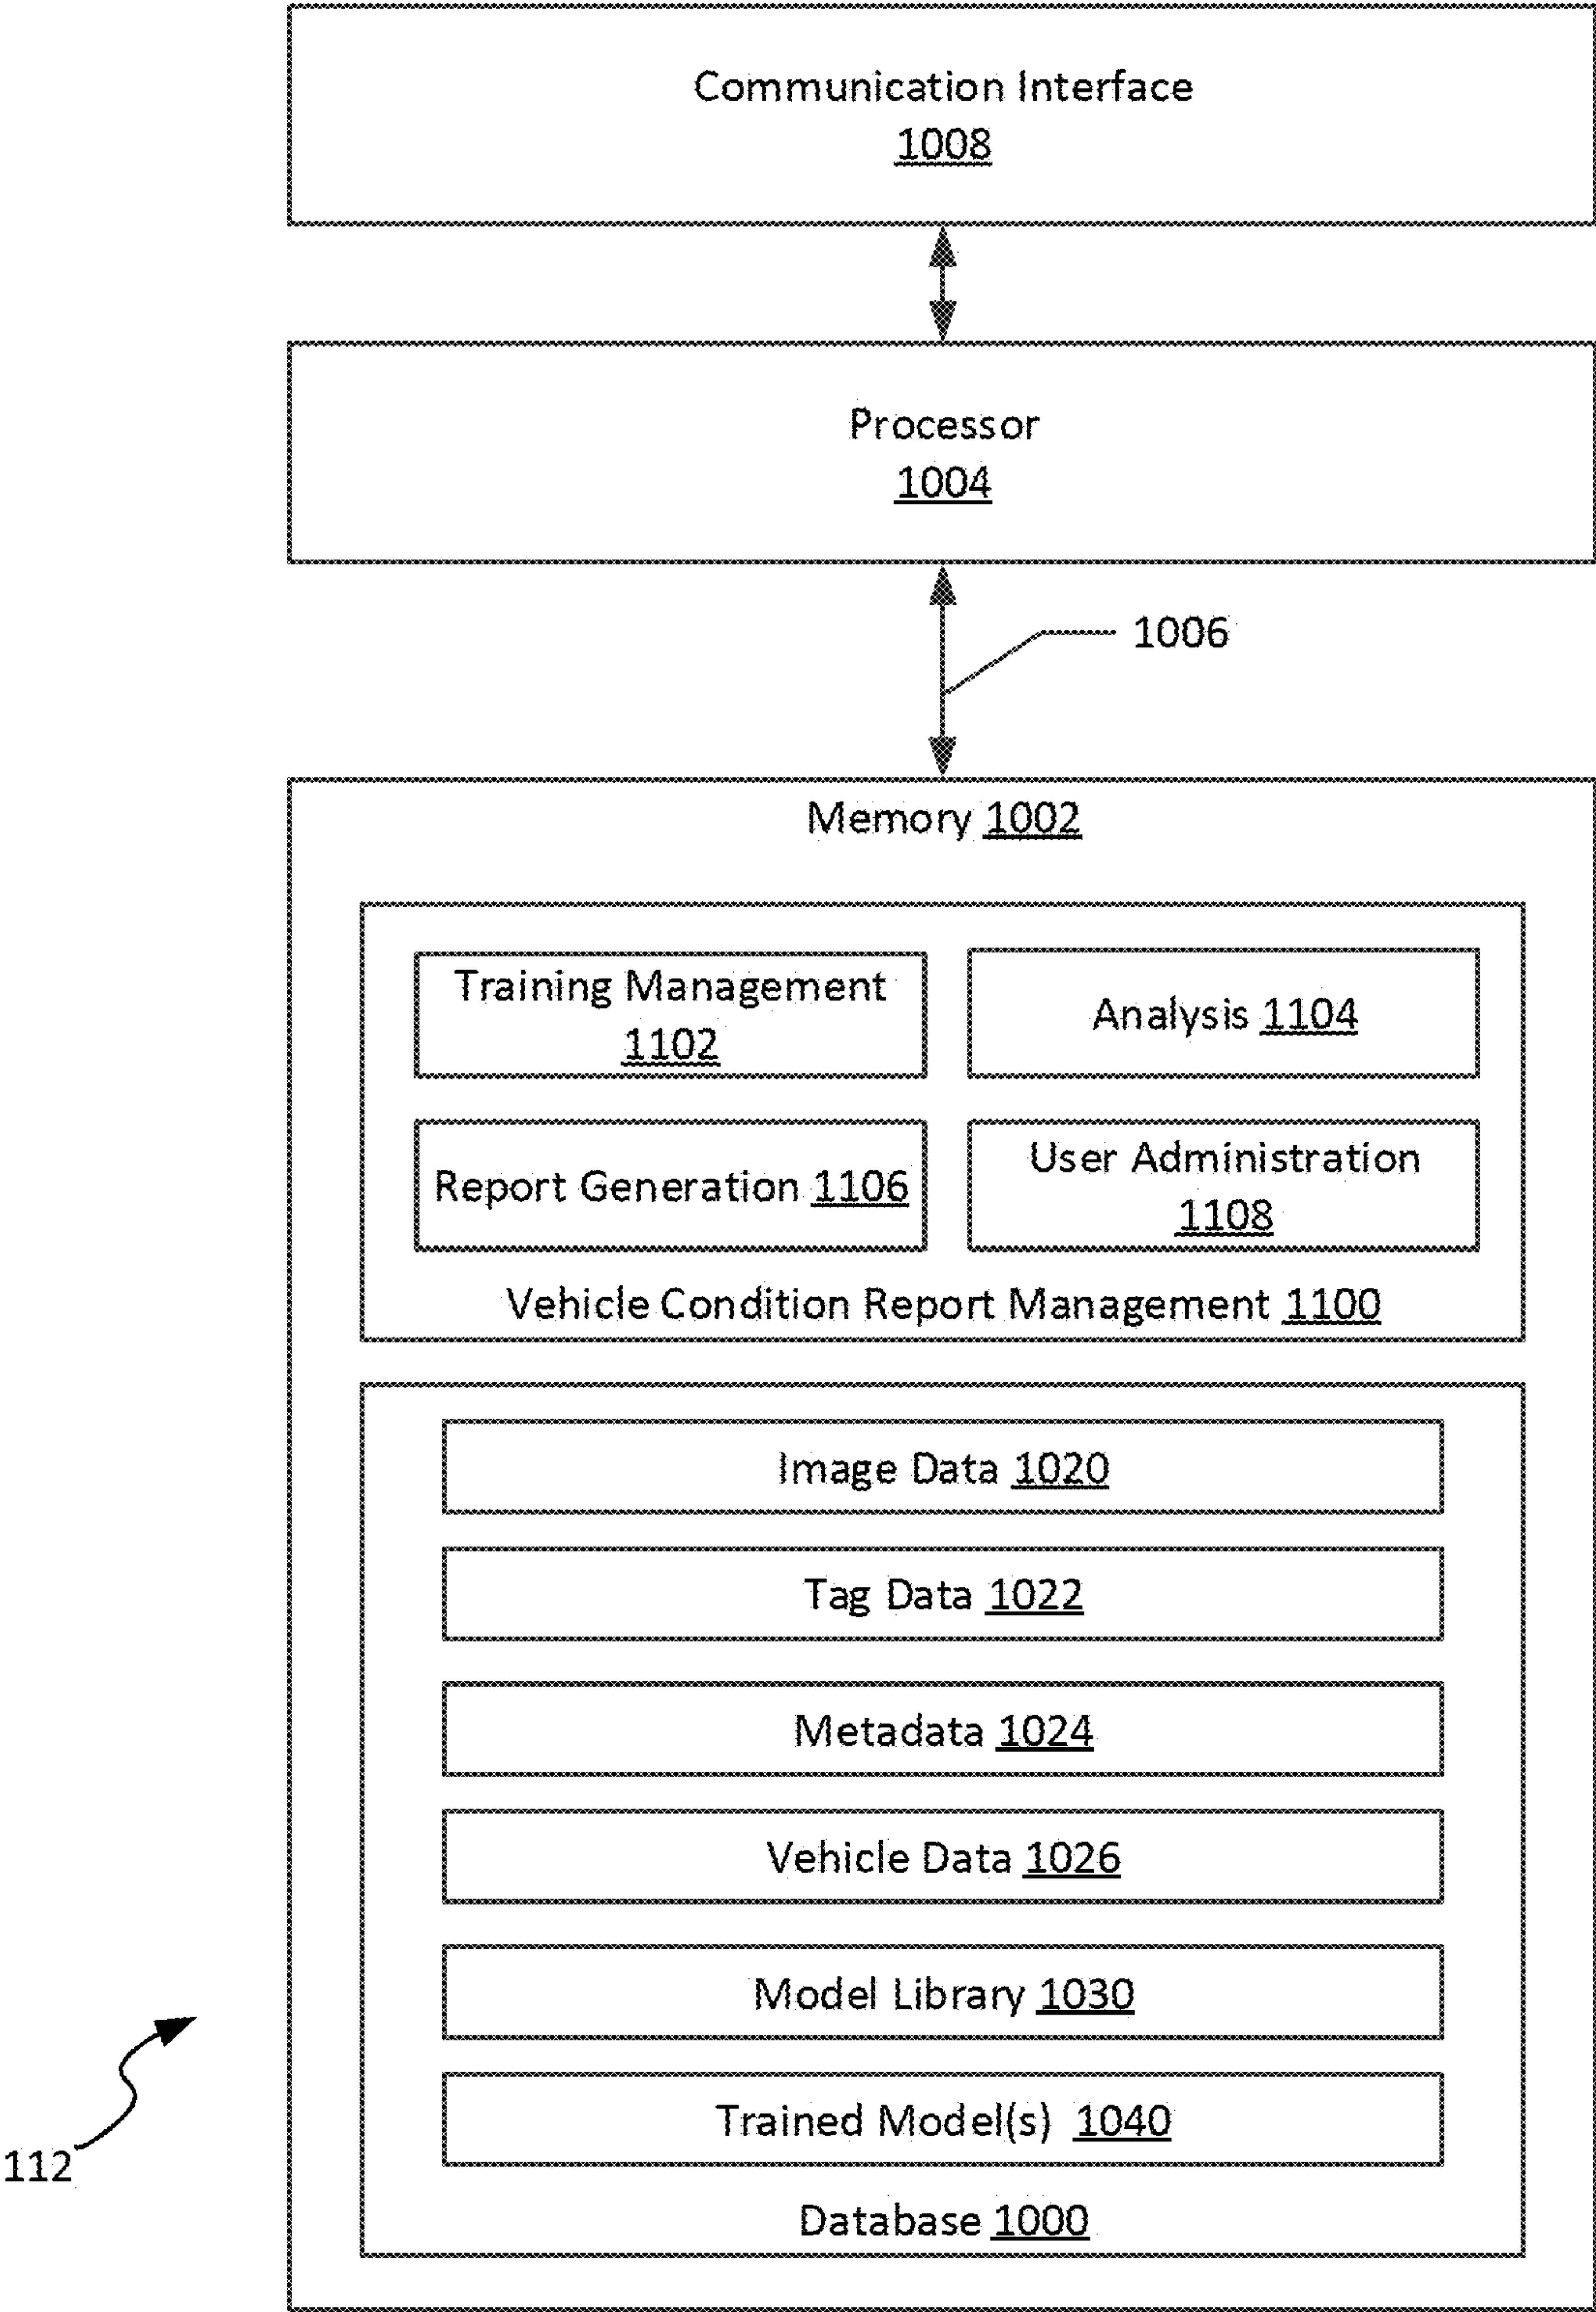 Communication Interface
1008
Processor
1004
1006
Memory 1002
Training Management
1102
Analysis 1104
Report Generation 1106
User Administration
1108
Vehicle Condition Report Management 1100
Image Data 1020
Tag Data 1022
Metadata 1024
Vehicle Data 1026
Model Library 1030
Trained Model(s) 1040
Database 1000
112